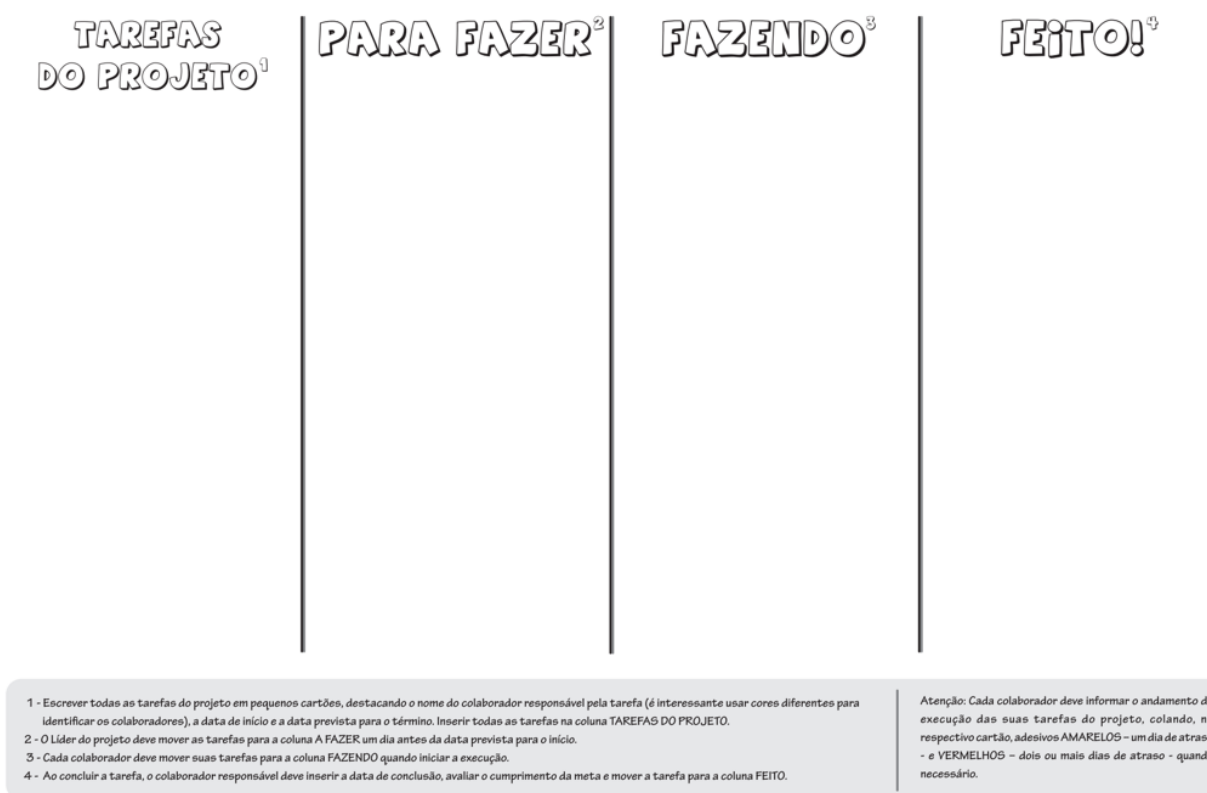 TAREFAS
DO PROJETO¹
PARA FAZER²
FAZENDO³
FEiTO!⁴
1 - Escrever todas as tarefas do projeto em pequenos cartões, destacando o nome do colaborador responsável pela tarefa (é interessante usar cores diferentes para
identificar os colaboradores), a data de início e a data prevista para o término. Inserir todas as tarefas na coluna TAREFAS DO PROJETO.
2 - O Líder do projeto deve mover as tarefas para a coluna A FAZER um dia antes da data prevista para o início.
3 - Cada colaborador deve mover suas tarefas para a coluna FAZENDO quando iniciar a execução.
4 - Ao concluir a tarefa, o colaborador responsável deve inserir a data de conclusão, avaliar o cumprimento da meta e mover a tarefa para a coluna FEITO.
Atenção: Cada colaborador deve informar o andamento d
execução das suas tarefas do projeto, colando, n
respectivo cartão, adesivos AMARELOS – um dia de atras
- e VERMELHOS – dois ou mais dias de atraso - quand
necessário.